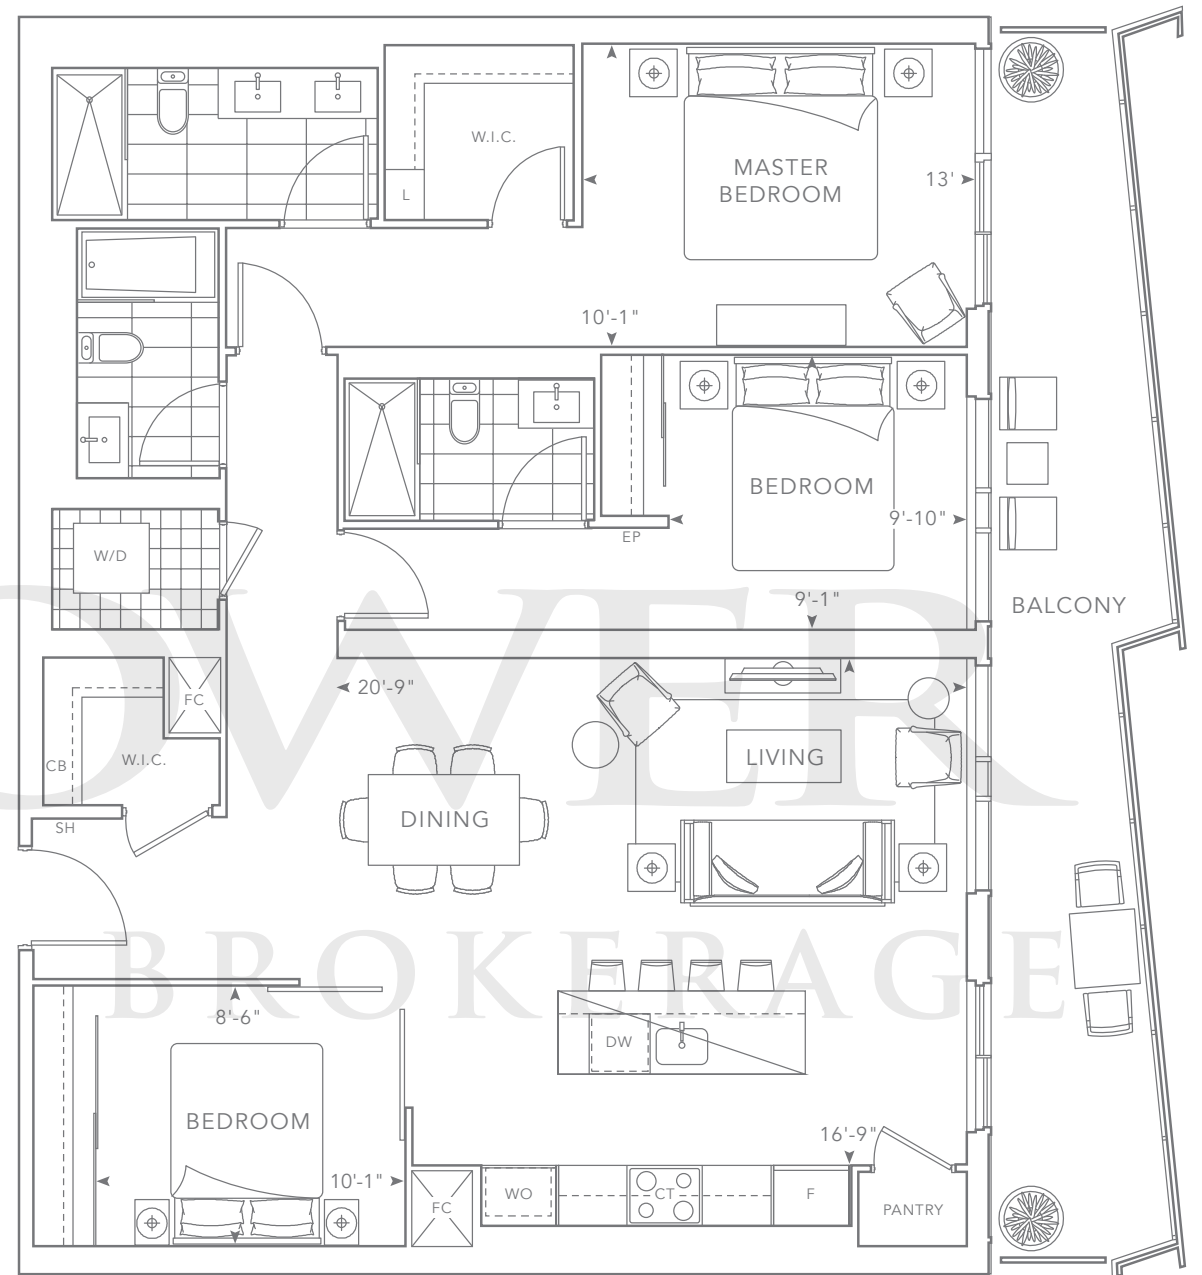 W.I.C.
L
MASTER
BEDROOM
13'
10'-1"
BEDROOM
9'-10"
EP
9'-1"
W/D
BALCONY
FC
20'-9"
CB
W.I.C.
SH
DINING
LIVING
OWER
BROKERAGE
8'-6"
DW
BEDROOM
10'-1"
16'-9"
FC
WO
CT
F
PANTRY